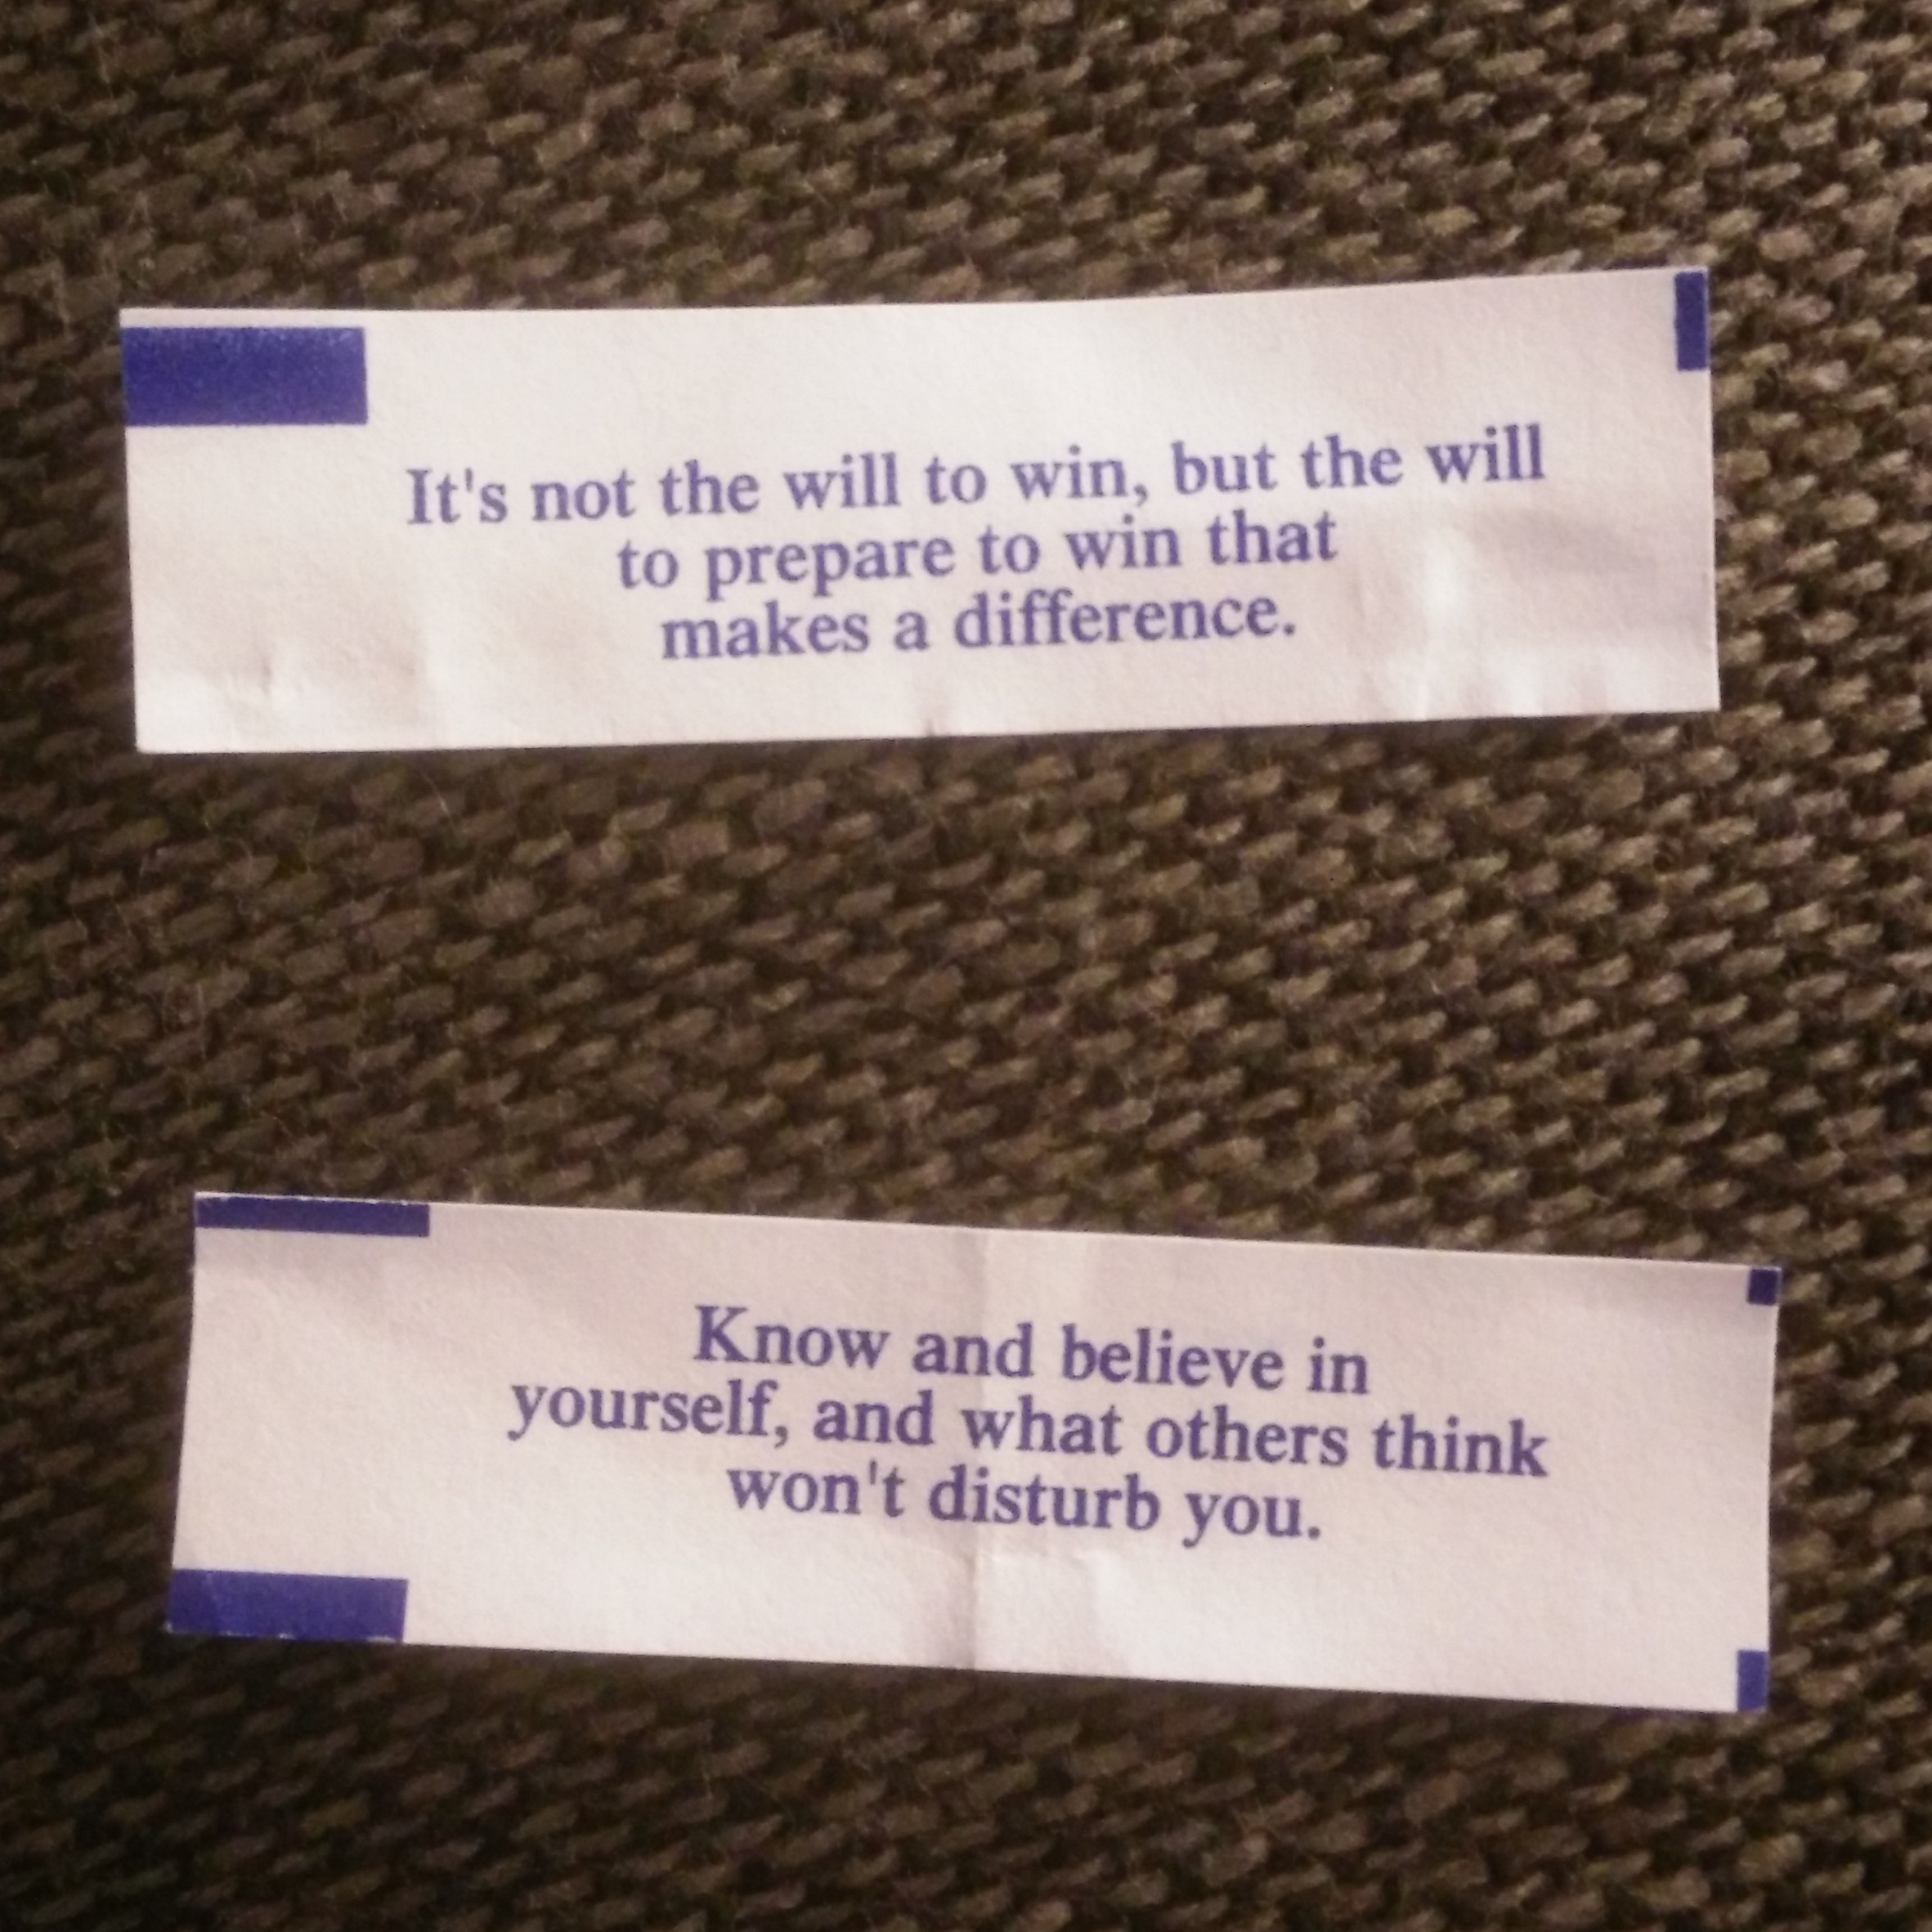 It's not the will to win, but the will
to prepare to win that
makes a difference.
Know and believe in
yourself, and what others think
won't disturb you.